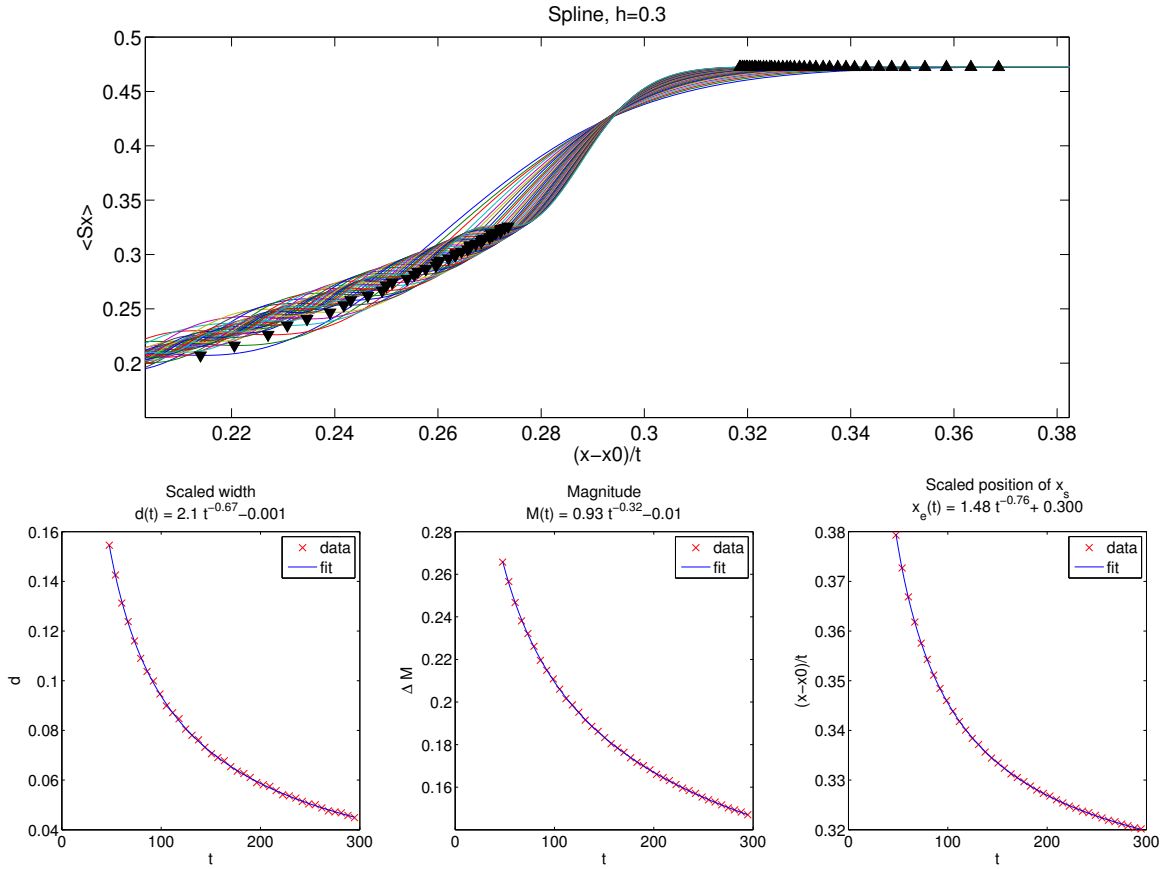 Spline, h=0.3
0.5
0.45
0.4
0.35
0.3
0.25
0.2
<Sx>
0.22 0.24 0.26 0.28 0.3 0.32 0.34 0.36 0.38
(x−x0)/t
Scaled width
d(t) = 2.1 t^−0.67 −0.001
0.16
0.14
0.12
0.1
0.08
0.06
0.04
d
data
fit
0 100 200 300
t
Magnitude
M(t) = 0.93 t^−0.32 −0.01
0.28
0.26
0.24
0.22
0.2
0.18
0.16
Δ M
data
fit
0 100 200 300
t
Scaled position of x_s
x_e(t) = 1.48 t^−0.76 + 0.300
0.38
0.37
0.36
0.35
0.34
0.33
0.32
(x−x0)/t
data
fit
0 100 200 300
t